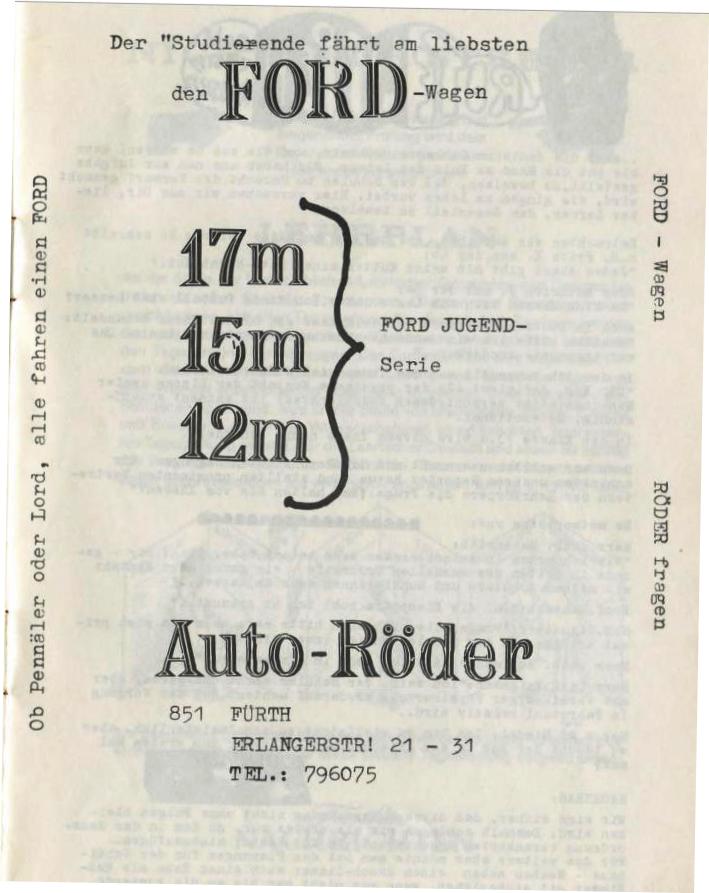 Der "Studierende fährt am liebsten
den FORD-Wagen
17m
15m
12m
FORD JUGEND-
Serie
Auto-Röder
851 FÜRTH
ERLANGERSTR! 21 - 31
TEL.: 796075
Ob Pennäler oder Lord, alle fahren einen FORD
FORD - Wagen
RÖDER fragen